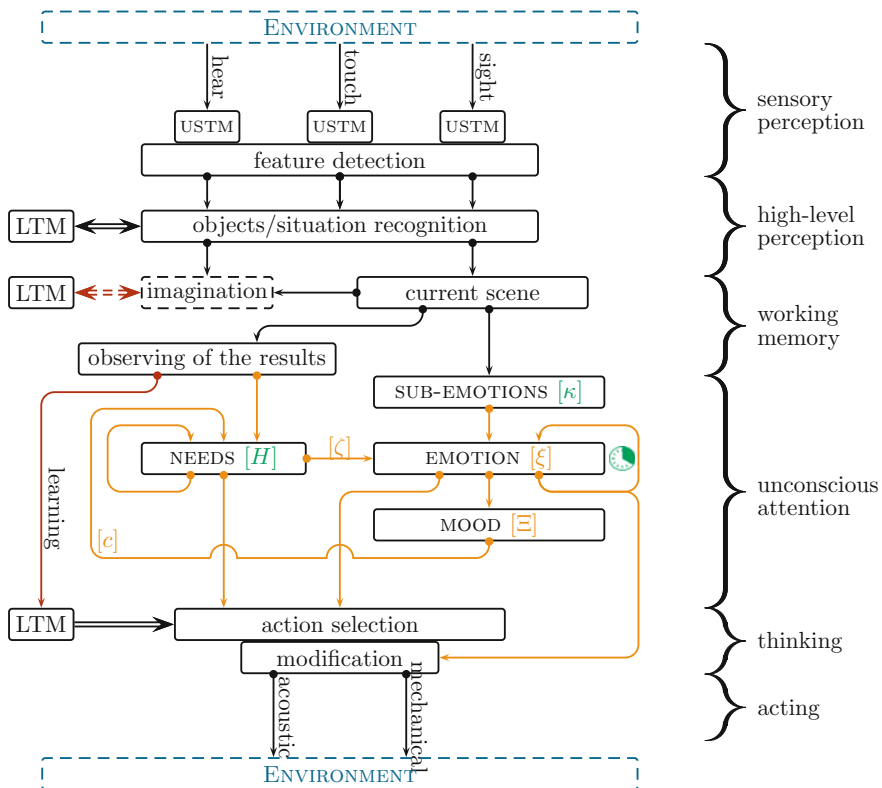 ENVIRONMENT
hear
touch
sight
USTM
USTM
USTM
sensory
perception
feature detection
LTM
objects/situation recognition
high-level
perception
LTM
imagination
current scene
working
memory
observing of the results
SUB-EMOTIONS [κ]
NEEDS [H]
[ζ]
EMOTION [ξ]
learning
unconscious
attention
MOOD [Ξ]
[c]
LTM
action selection
thinking
modification
acoustic
mechanical
acting
ENVIRONMENT